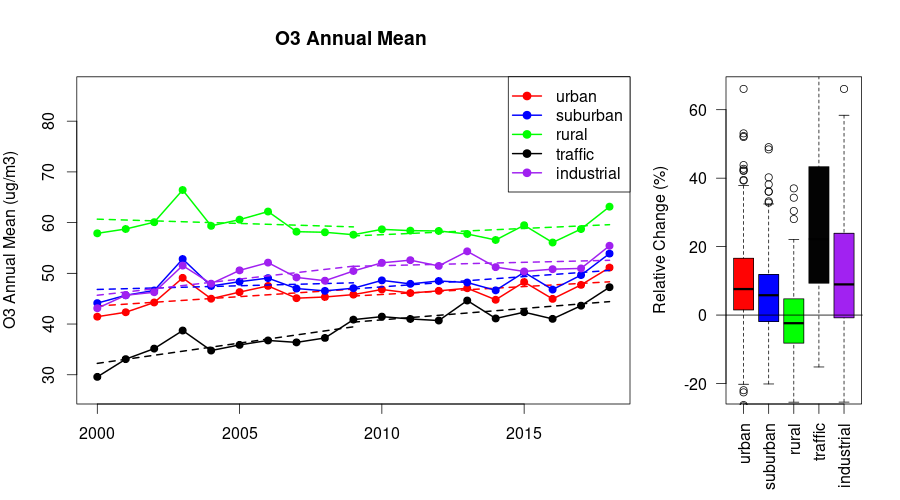 O3 Annual Mean
O3 Annual Mean (ug/m3)
80
70
60
50
40
30
2000
2005
2010
2015
urban
suburban
rural
traffic
industrial
Relative Change (%)
60
40
20
0
-20
urban
suburban
rural
traffic
industrial